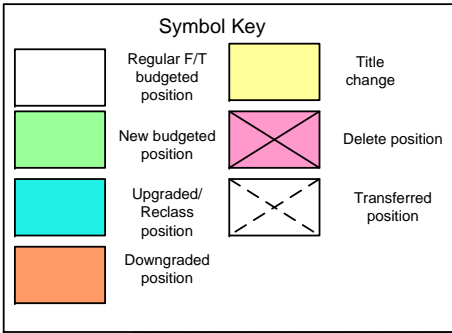 Symbol Key
Regular F/T
budgeted
position
New budgeted
position
Upgraded/
Reclass
position
Downgraded
position
Title
change
Delete position
Transferred
position